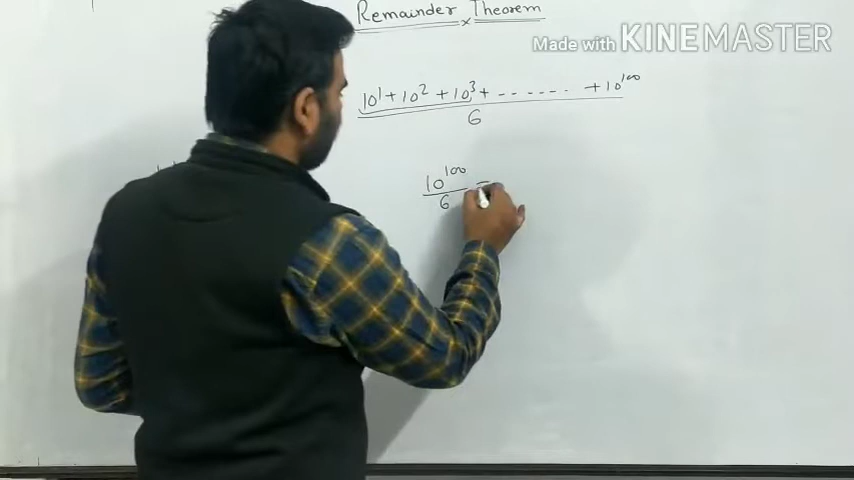 Remainder Theorem
Made with KINEMASTER
10¹ + 10² + 10³ + - - - - - - + 10¹⁰⁰
6
10¹⁰⁰ =
6